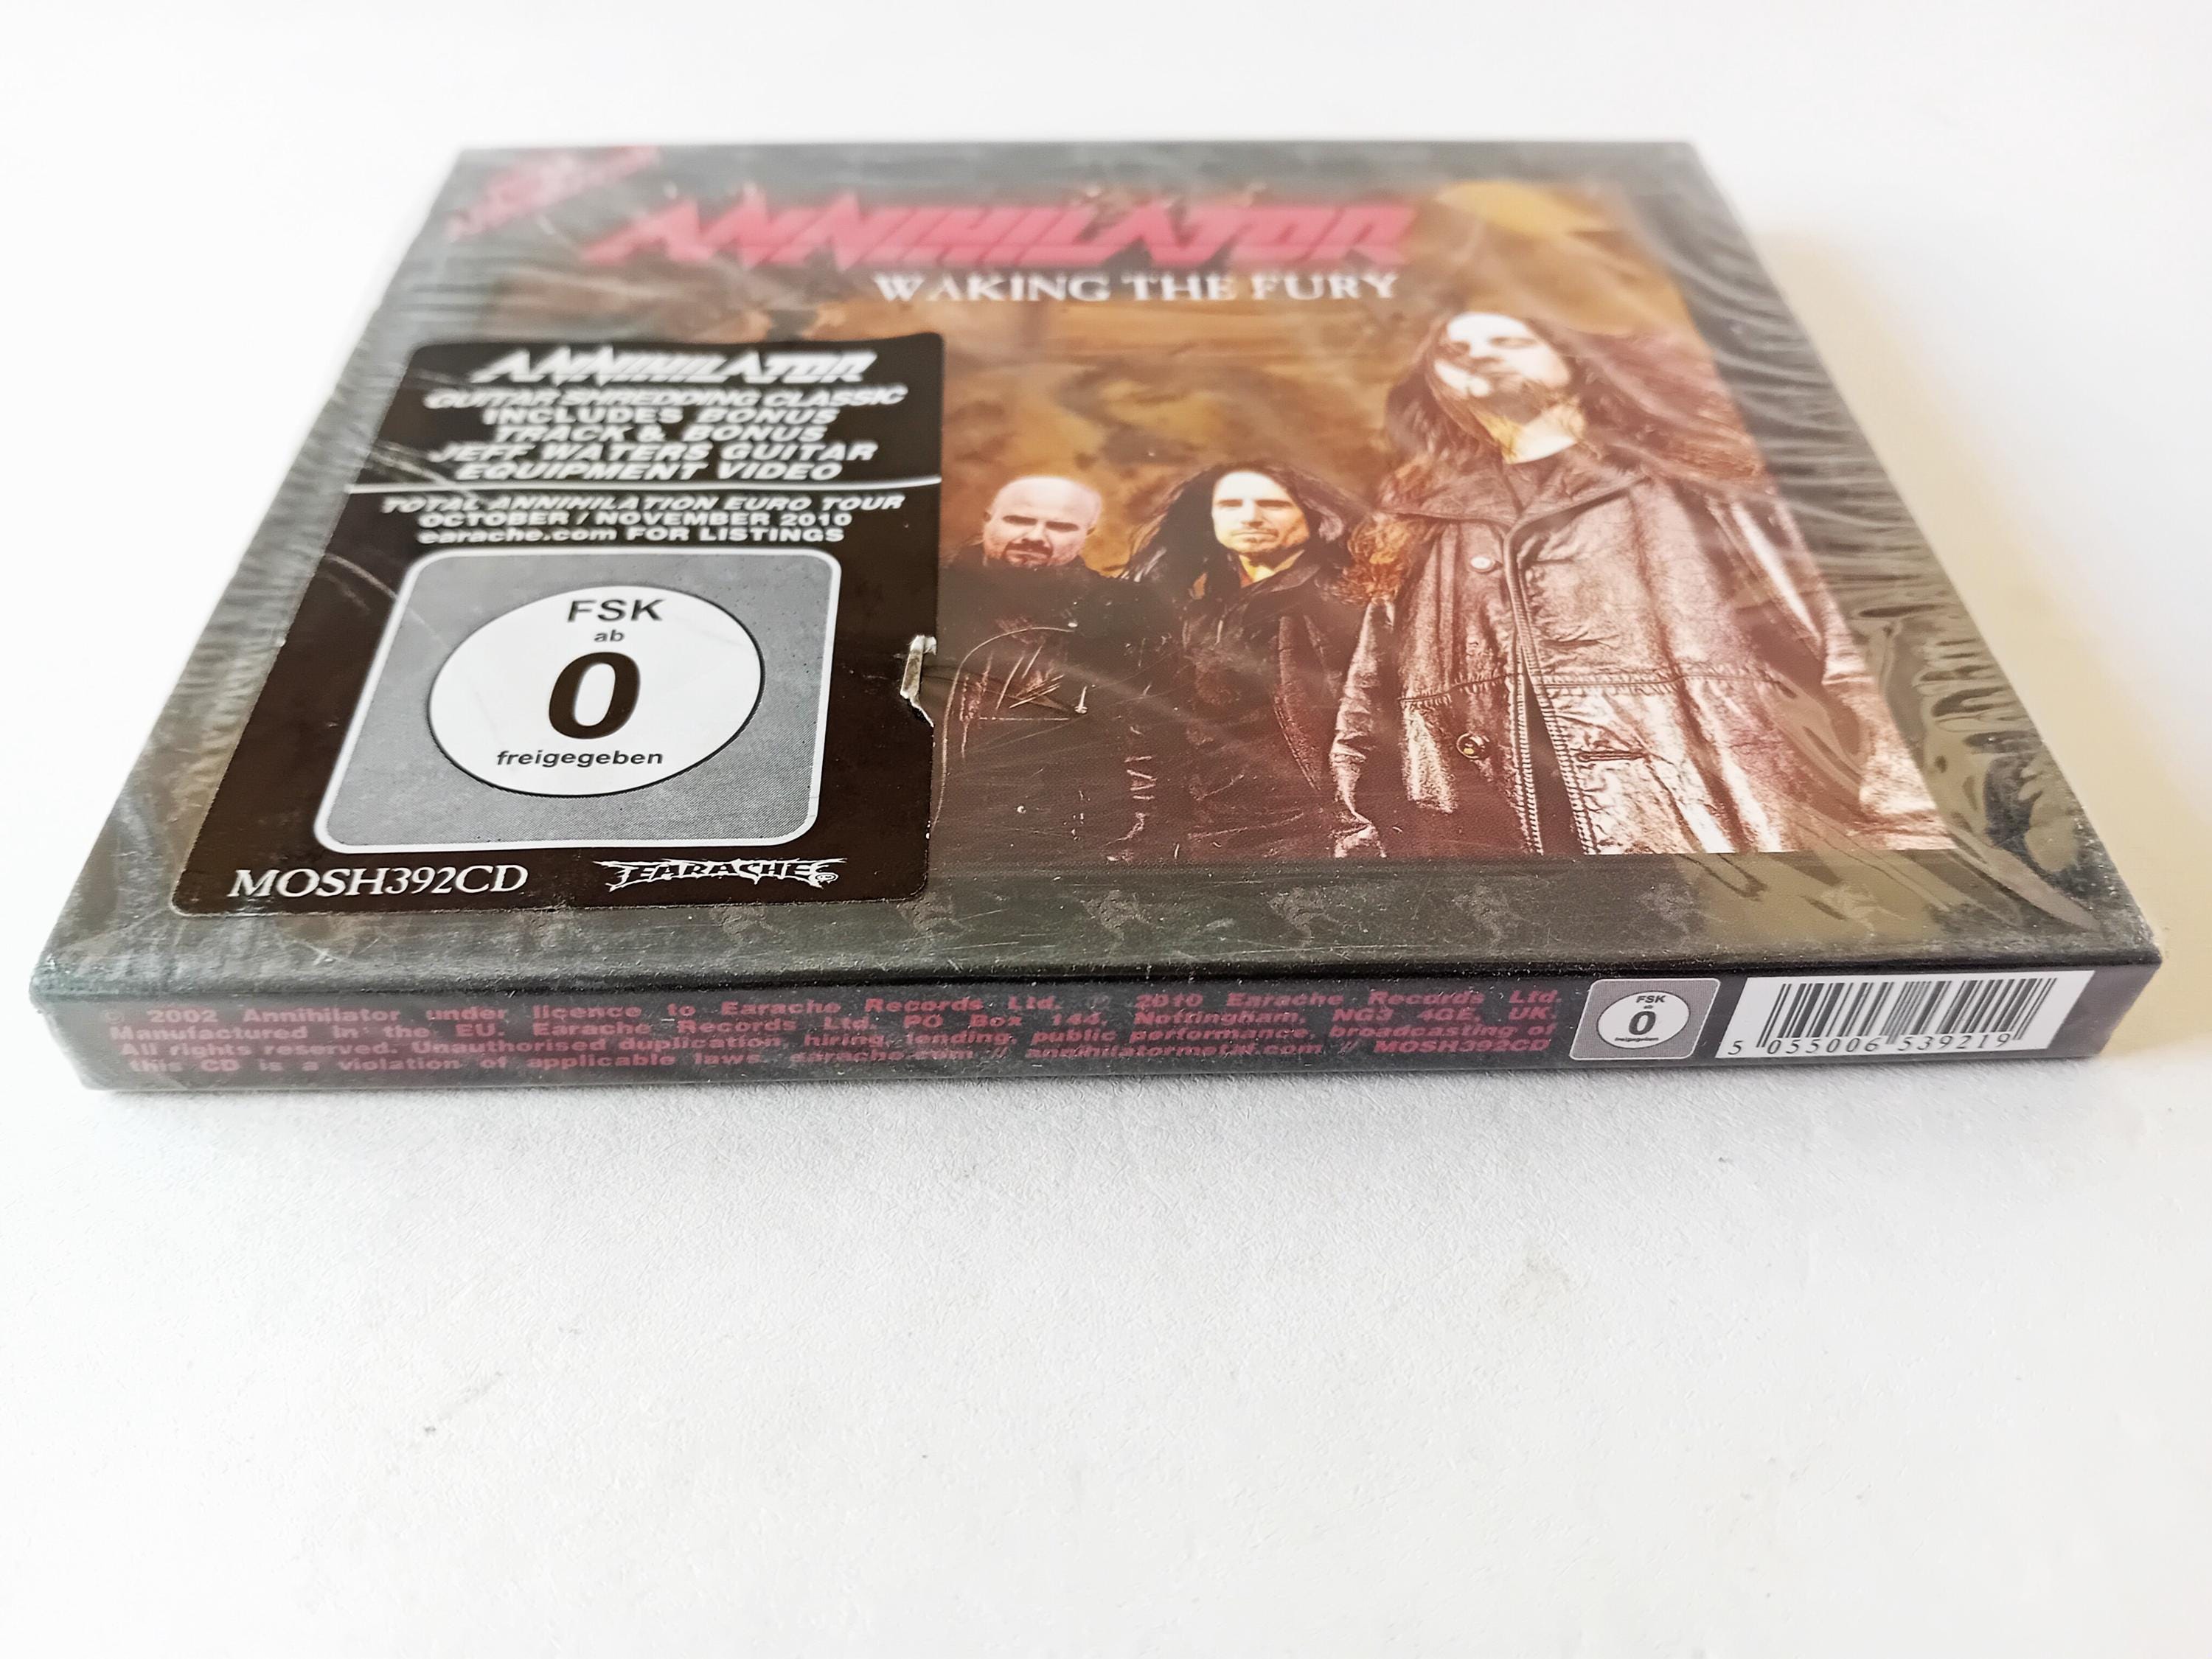 ANNIHILATOR
WAKING THE FURY
ANNIHILATOR
GUITAR SHREDDING CLASSIC
INCLUDES BONUS
TRACK & BONUS
JEFF WATERS GUITAR
EQUIPMENT VIDEO
TOTAL ANNIHILATION EURO TOUR
OCTOBER / NOVEMBER 2010
earache.com FOR LISTINGS
FSK
ab
0
freigegeben
MOSH392CD
EARACHE
© 2002 Annihilator under licence to Earache Records Ltd. 2010 Earache Records Ltd.
Manufactured in the EU. Earache Records Ltd, PO Box 144, Nottingham, NG3 4GE, UK.
All rights reserved. Unauthorised duplication, hiring, lending, public performance, broadcasting of
this CD is a violation of applicable laws. earache.com // annihilatormetal.com // MOSH392CD
FSK
ab
0
freigegeben
5 055006 539219